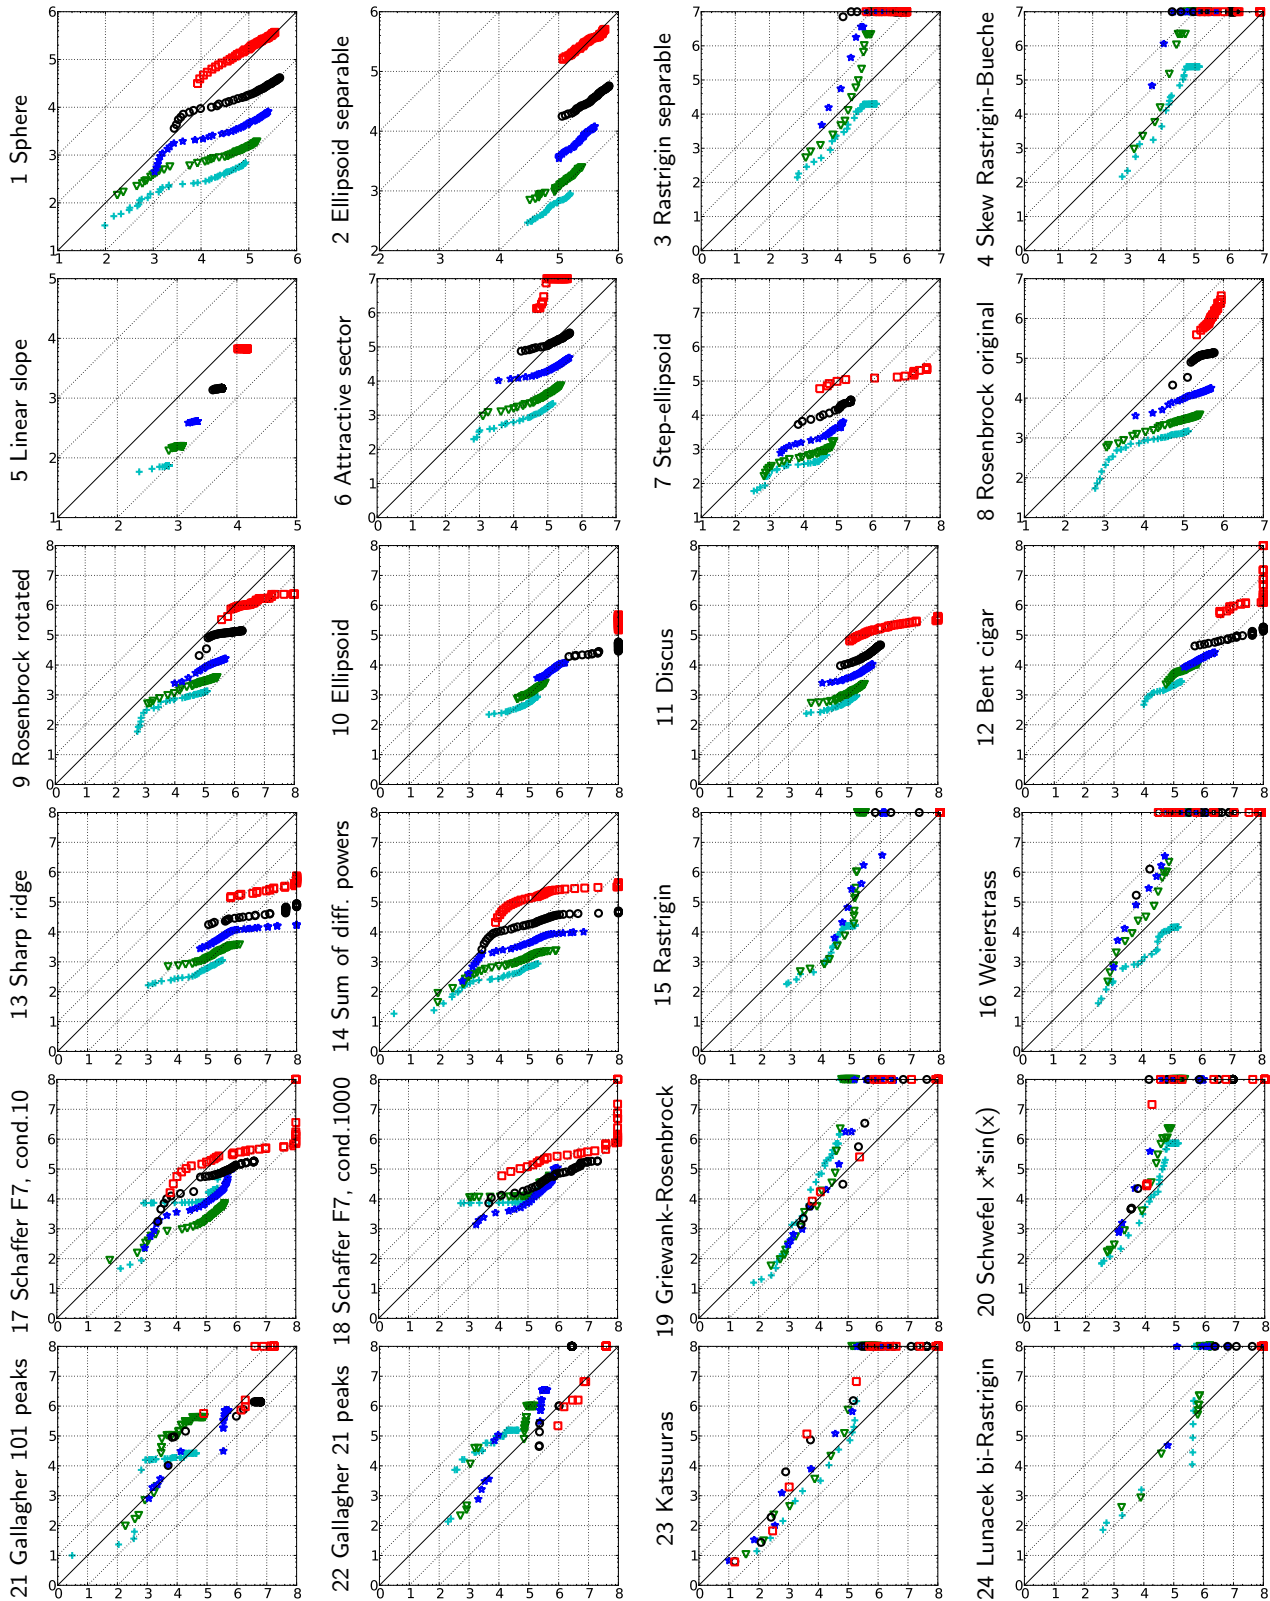 1 Sphere
2 Ellipsoid separable
3 Rastrigin separable
4 Skew Rastrigin-Bueche
5 Linear slope
6 Attractive sector
7 Step-ellipsoid
8 Rosenbrock original
9 Rosenbrock rotated
10 Ellipsoid
11 Discus
12 Bent cigar
13 Sharp ridge
14 Sum of diff. powers
15 Rastrigin
16 Weierstrass
17 Schaffer F7, cond.10
18 Schaffer F7, cond.1000
19 Griewank-Rosenbrock
20 Schwefel x*sin(x)
21 Gallagher 101 peaks
22 Gallagher 21 peaks
23 Katsuuras
24 Lunacek bi-Rastrigin